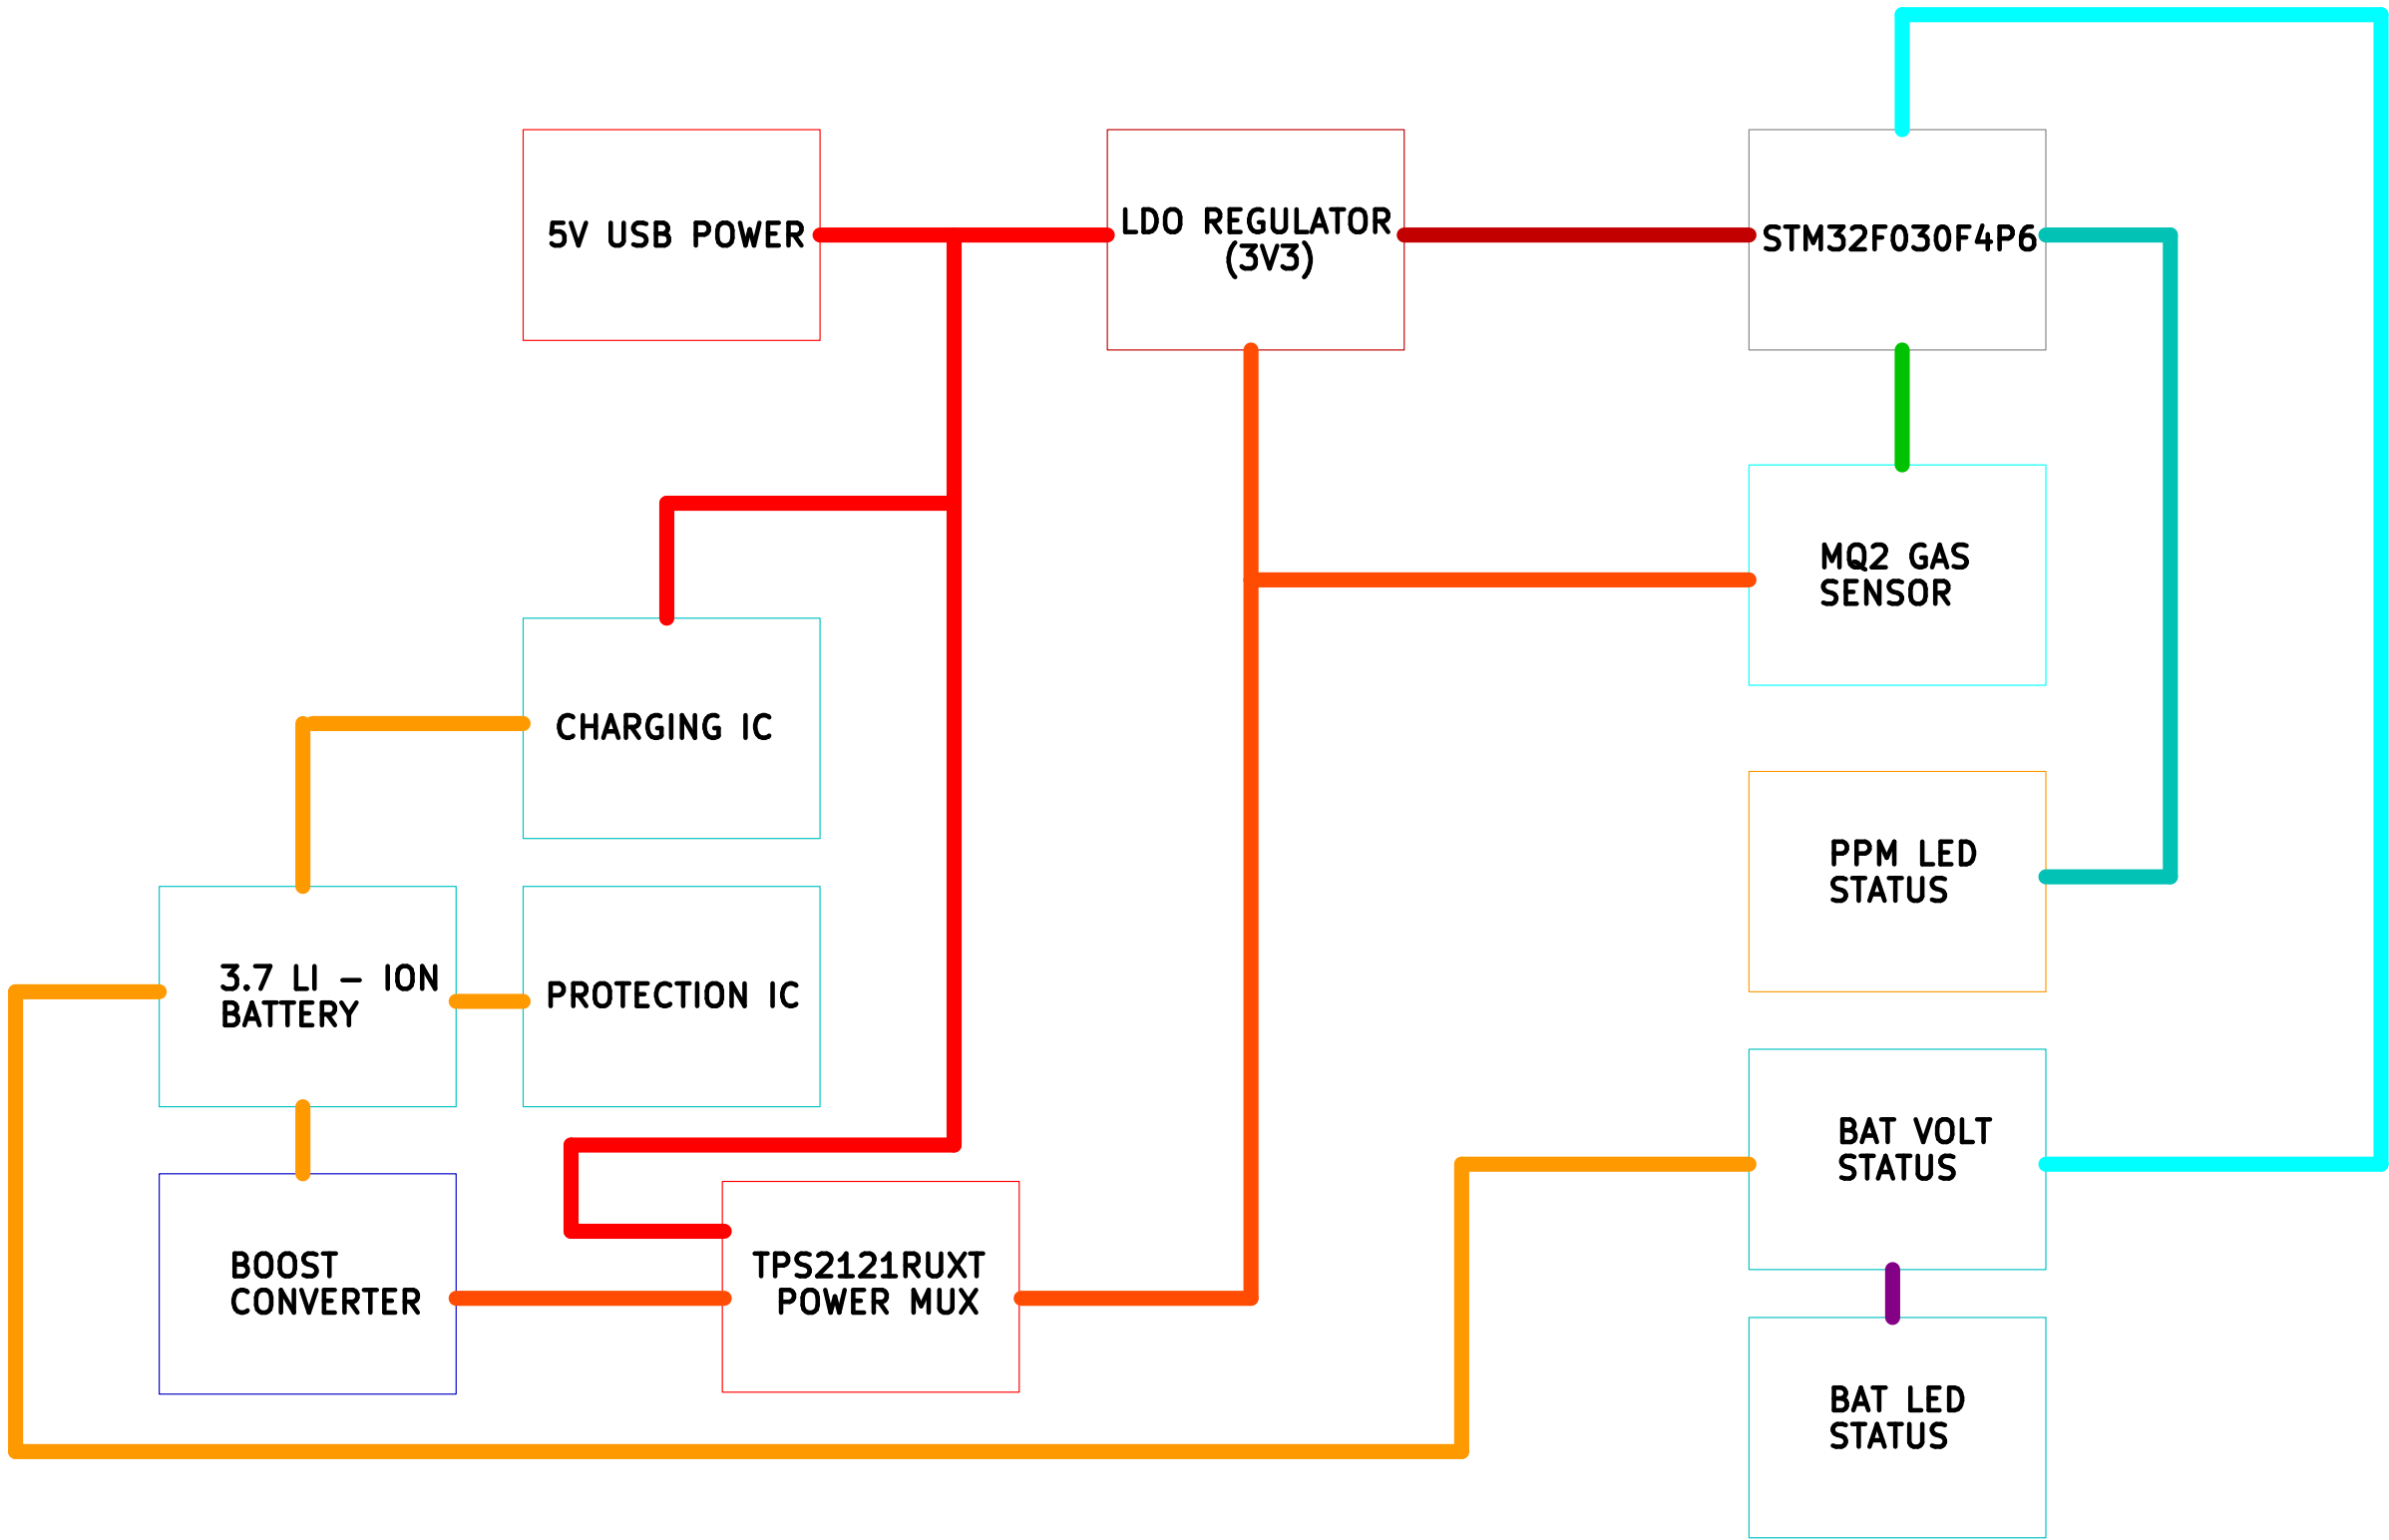 5V USB POWER
LDO REGULATOR
(3V3)
STM32F030F4P6
MQ2 GAS
SENSOR
CHARGING IC
PPM LED
STATUS
3.7 LI - ION
BATTERY
PROTECTION IC
BAT VOLT
STATUS
BOOST
CONVERTER
TPS2121RUXT
POWER MUX
BAT LED
STATUS